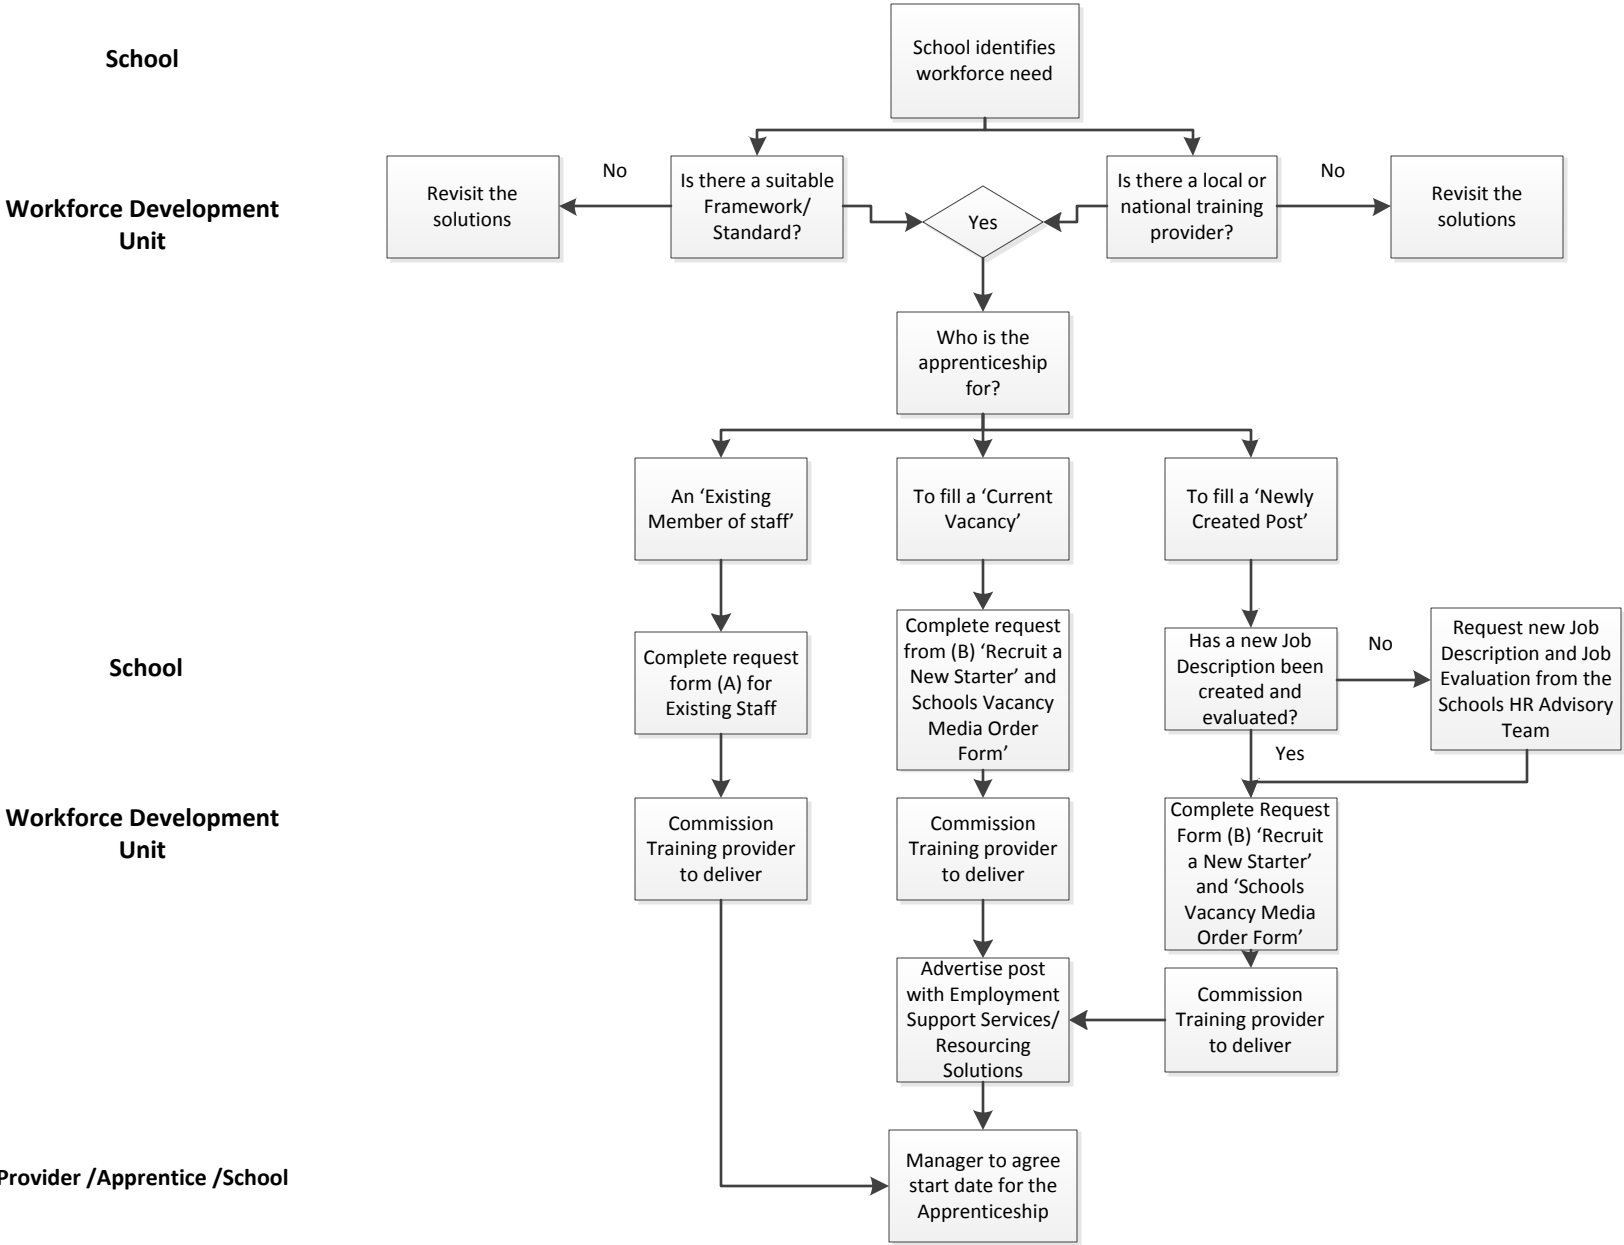 School
School identifies
workforce need
Workforce Development
Unit
Revisit the
solutions
No
Is there a suitable
Framework/
Standard?
Yes
Is there a local or
national training
provider?
No
Revisit the
solutions
Who is the
apprenticeship
for?
An ‘Existing
Member of staff’
To fill a ‘Current
Vacancy’
To fill a ‘Newly
Created Post’
School
Complete request
form (A) for
Existing Staff
Complete request
from (B) ‘Recruit a
New Starter’ and
Schools Vacancy
Media Order
Form’
Has a new Job
Description been
created and
evaluated?
No
Request new Job
Description and Job
Evaluation from the
Schools HR Advisory
Team
Yes
Workforce Development
Unit
Commission
Training provider
to deliver
Commission
Training provider
to deliver
Complete Request
Form (B) ‘Recruit
a New Starter’
and ‘Schools
Vacancy Media
Order Form’
Advertise post
with Employment
Support Services/
Resourcing
Solutions
Commission
Training provider
to deliver
Provider /Apprentice /School
Manager to agree
start date for the
Apprenticeship